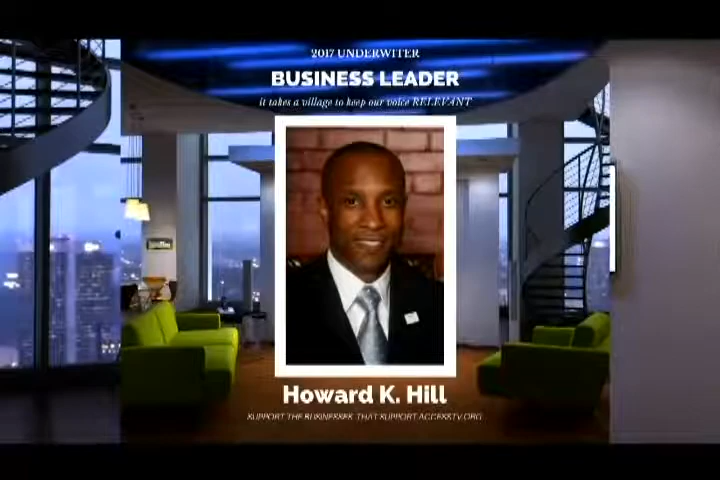 2017 UNDERWITER
BUSINESS LEADER
it takes a village to keep our voice RELEVANT
Howard K. Hill
SUPPORT THE BUSINESSES THAT SUPPORT ACCESSTV.ORG